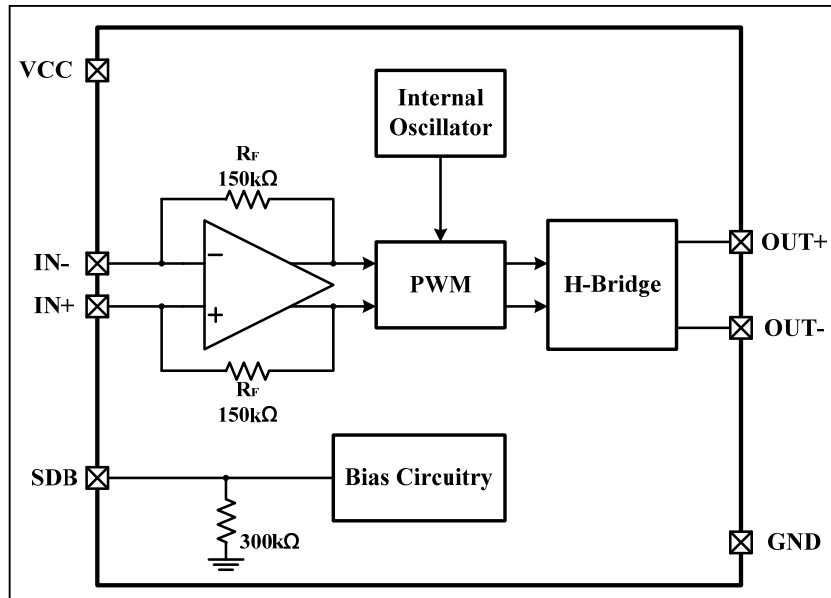 VCC
Internal
Oscillator
RF
150kΩ
IN-
−
PWM
H-Bridge
OUT+
IN+
+
OUT-
RF
150kΩ
SDB
Bias Circuitry
300kΩ
GND